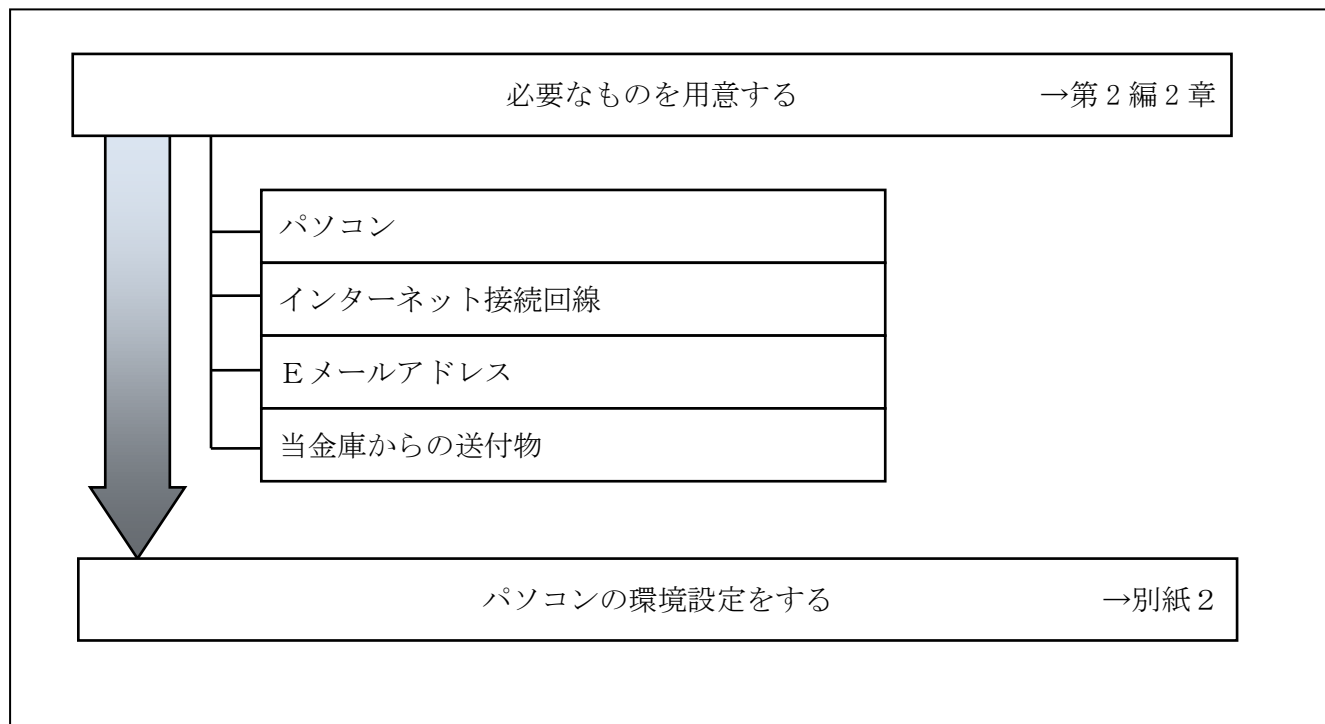 必要なものを用意する →第２編２章
パソコン
インターネット接続回線
Ｅメールアドレス
当金庫からの送付物
パソコンの環境設定をする →別紙２